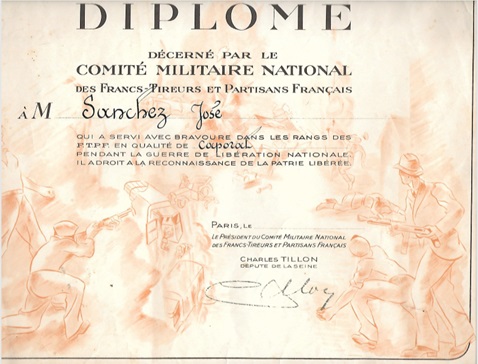 DIPLOME
DÉCERNÉ PAR LE
COMITÉ MILITAIRE NATIONAL
DES FRANCS-TIREURS ET PARTISANS FRANÇAIS
À M Sanchez José
QUI A SERVI AVEC BRAVOURE DANS LES RANGS DES
F.T.P.F. EN QUALITÉ DE caporal
PENDANT LA GUERRE DE LIBÉRATION NATIONALE.
IL A DROIT A LA RECONNAISSANCE DE LA PATRIE LIBÉRÉE.
PARIS, LE
LE PRÉSIDENT DU COMITÉ MILITAIRE NATIONAL
DES FRANCS-TIREURS ET PARTISANS FRANÇAIS
CHARLES TILLON
DÉPUTÉ DE LA SEINE